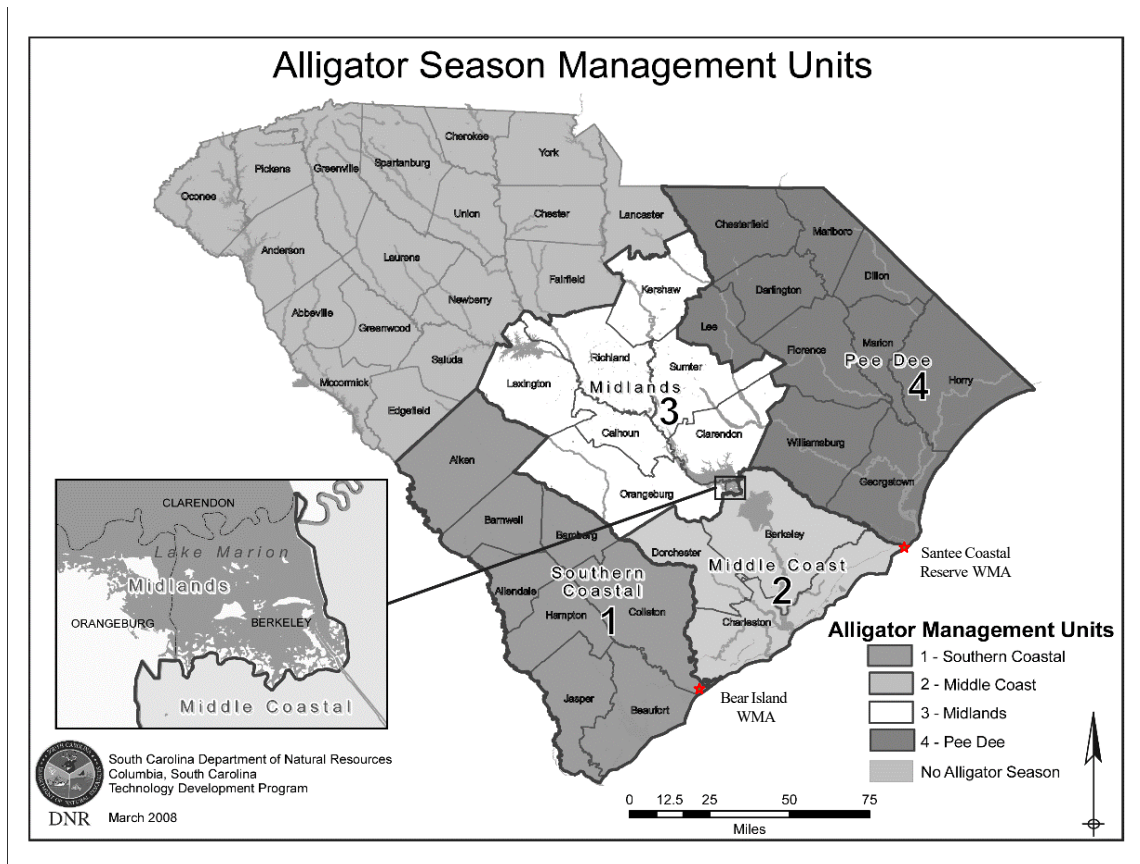 Alligator Season Management Units
Cherokee
York
Pickens
Greenville
Spartanburg
Oconee
Union
Chester
Lancaster
Chesterfield
Marlboro
Anderson
Laurens
Fairfield
Dillon
Kershaw
Darlington
Newberry
Abbeville
Greenwood
Lee
Marion
Florence
Saluda
Richland
Sumter
Pee Dee
4
Horry
Mccormick
Lexington
Midlands
3
Edgefield
Calhoun
Clarendon
Williamsburg
Aiken
Georgetown
Orangeburg
Barnwell
Bamberg
Berkeley
Dorchester
Middle Coast
2
Santee Coastal
Reserve WMA
Southern
Coastal
1
Allendale
Hampton
Colleton
Charleston
Jasper
Beaufort
Bear Island
WMA
CLARENDON
Lake Marion
Midlands
ORANGEBURG
BERKELEY
Middle Coastal
Alligator Management Units
1 - Southern Coastal
2 - Middle Coast
3 - Midlands
4 - Pee Dee
No Alligator Season
South Carolina Department of Natural Resources
Columbia, South Carolina
Technology Development Program
DNR
March 2008
0 12.5 25 50 75
Miles